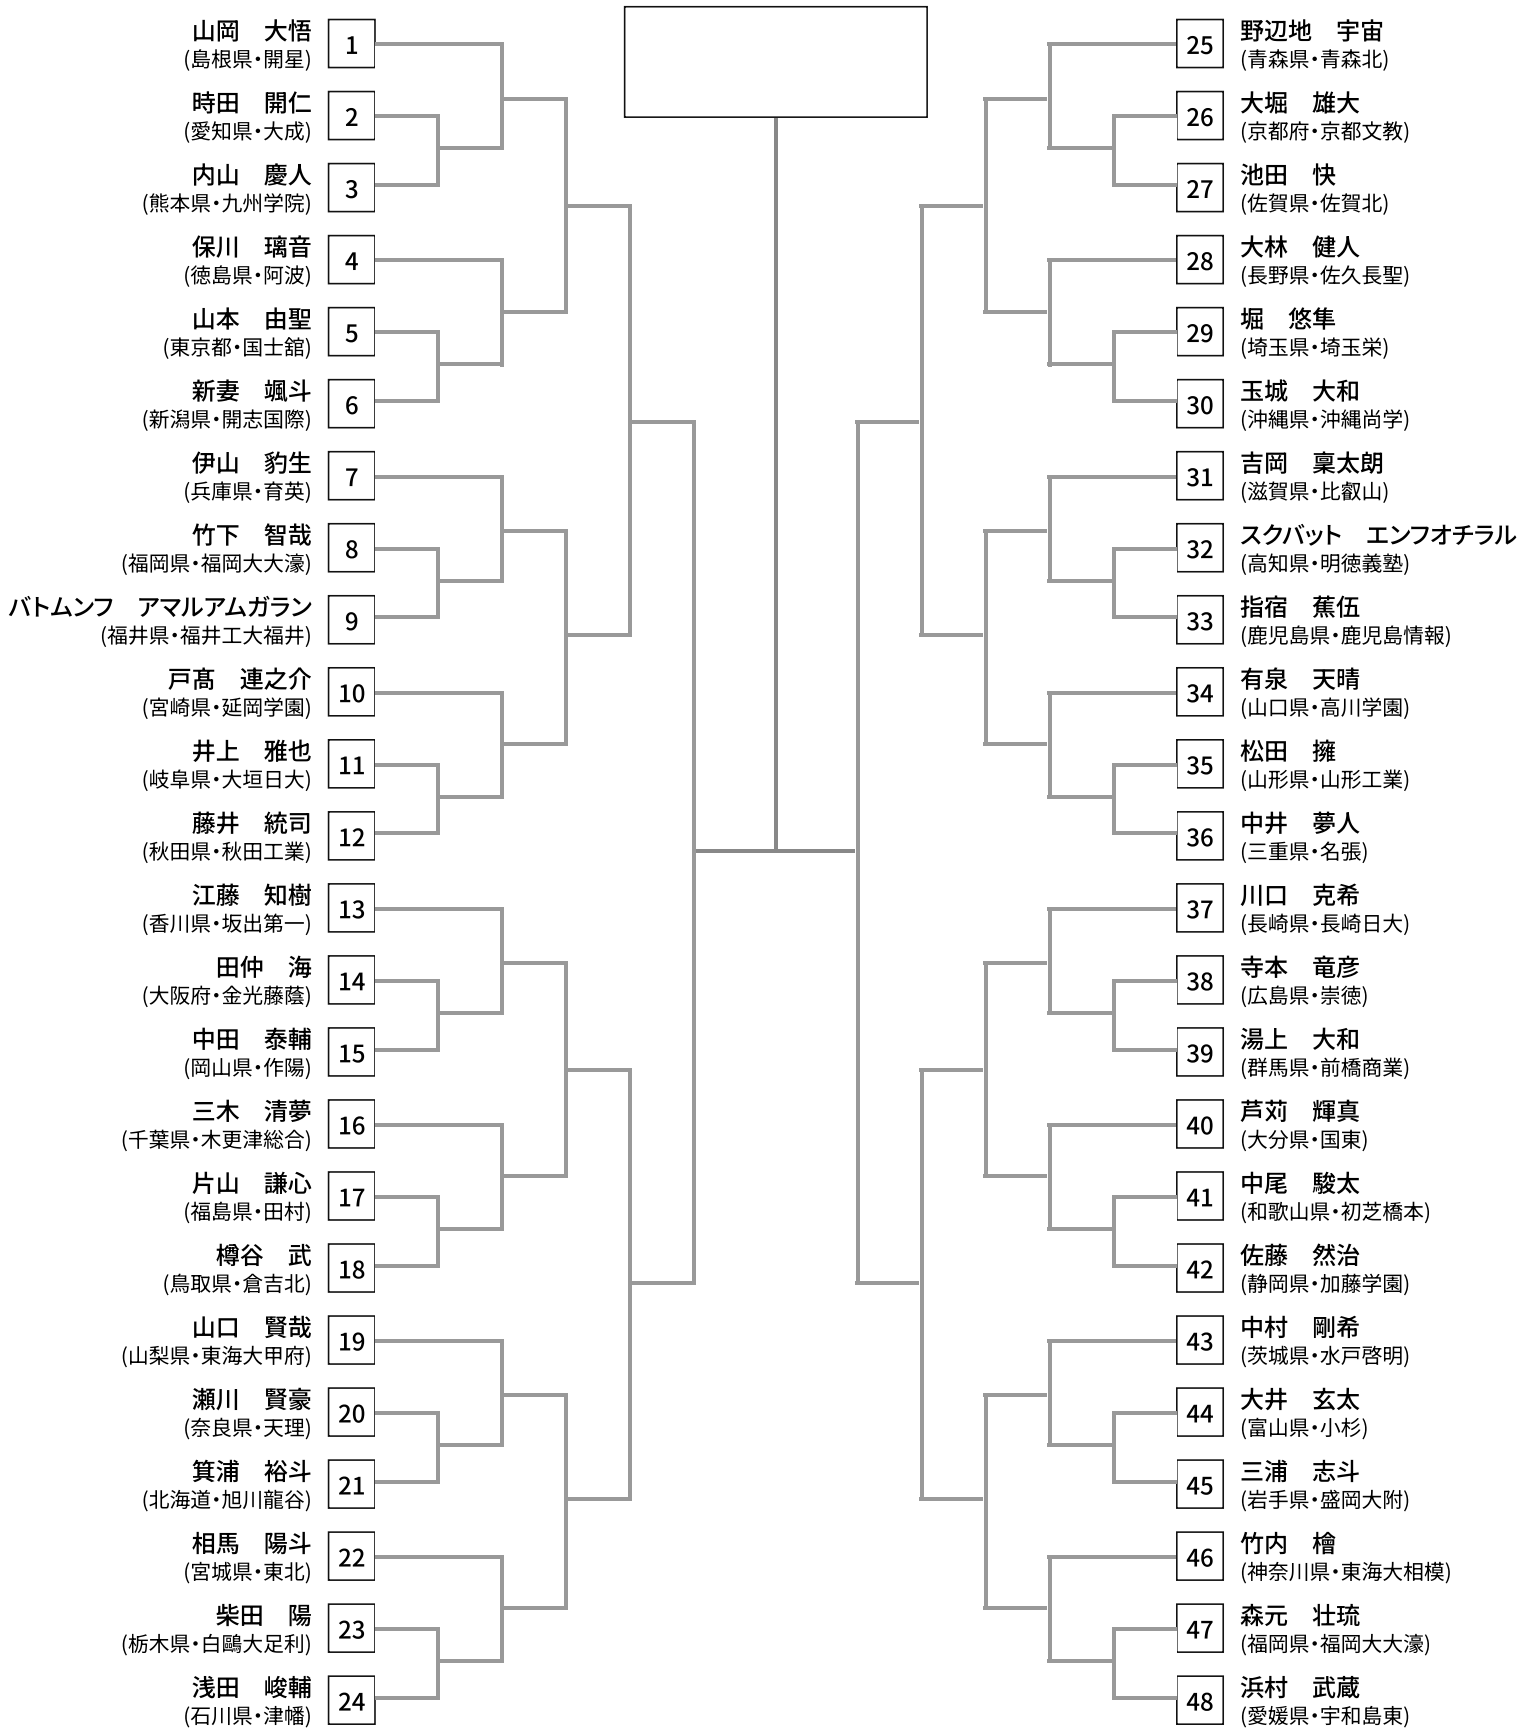 山岡　大悟
(島根県・開星)
1
時田　開仁
(愛知県・大成)
2
内山　慶人
(熊本県・九州学院)
3
保川　璃音
(徳島県・阿波)
4
山本　由聖
(東京都・国士舘)
5
新妻　颯斗
(新潟県・開志国際)
6
伊山　豹生
(兵庫県・育英)
7
竹下　智哉
(福岡県・福岡大大濠)
8
バトムンフ　アマルアムガラン
(福井県・福井工大福井)
9
戸髙　連之介
(宮崎県・延岡学園)
10
井上　雅也
(岐阜県・大垣日大)
11
藤井　統司
(秋田県・秋田工業)
12
江藤　知樹
(香川県・坂出第一)
13
田仲　海
(大阪府・金光藤蔭)
14
中田　泰輔
(岡山県・作陽)
15
三木　清夢
(千葉県・木更津総合)
16
片山　謙心
(福島県・田村)
17
樽谷　武
(鳥取県・倉吉北)
18
山口　賢哉
(山梨県・東海大甲府)
19
瀬川　賢豪
(奈良県・天理)
20
箕浦　裕斗
(北海道・旭川龍谷)
21
相馬　陽斗
(宮城県・東北)
22
柴田　陽
(栃木県・白鷗大足利)
23
浅田　峻輔
(石川県・津幡)
24
25
野辺地　宇宙
(青森県・青森北)
26
大堀　雄大
(京都府・京都文教)
27
池田　快
(佐賀県・佐賀北)
28
大林　健人
(長野県・佐久長聖)
29
堀　悠隼
(埼玉県・埼玉栄)
30
玉城　大和
(沖縄県・沖縄尚学)
31
吉岡　稟太朗
(滋賀県・比叡山)
32
スクバット　エンフオチラル
(高知県・明徳義塾)
33
指宿　蕉伍
(鹿児島県・鹿児島情報)
34
有泉　天晴
(山口県・高川学園)
35
松田　擁
(山形県・山形工業)
36
中井　夢人
(三重県・名張)
37
川口　克希
(長崎県・長崎日大)
38
寺本　竜彦
(広島県・崇徳)
39
湯上　大和
(群馬県・前橋商業)
40
芦苅　輝真
(大分県・国東)
41
中尾　駿太
(和歌山県・初芝橋本)
42
佐藤　然治
(静岡県・加藤学園)
43
中村　剛希
(茨城県・水戸啓明)
44
大井　玄太
(富山県・小杉)
45
三浦　志斗
(岩手県・盛岡大附)
46
竹内　檜
(神奈川県・東海大相模)
47
森元　壮琉
(福岡県・福岡大大濠)
48
浜村　武蔵
(愛媛県・宇和島東)